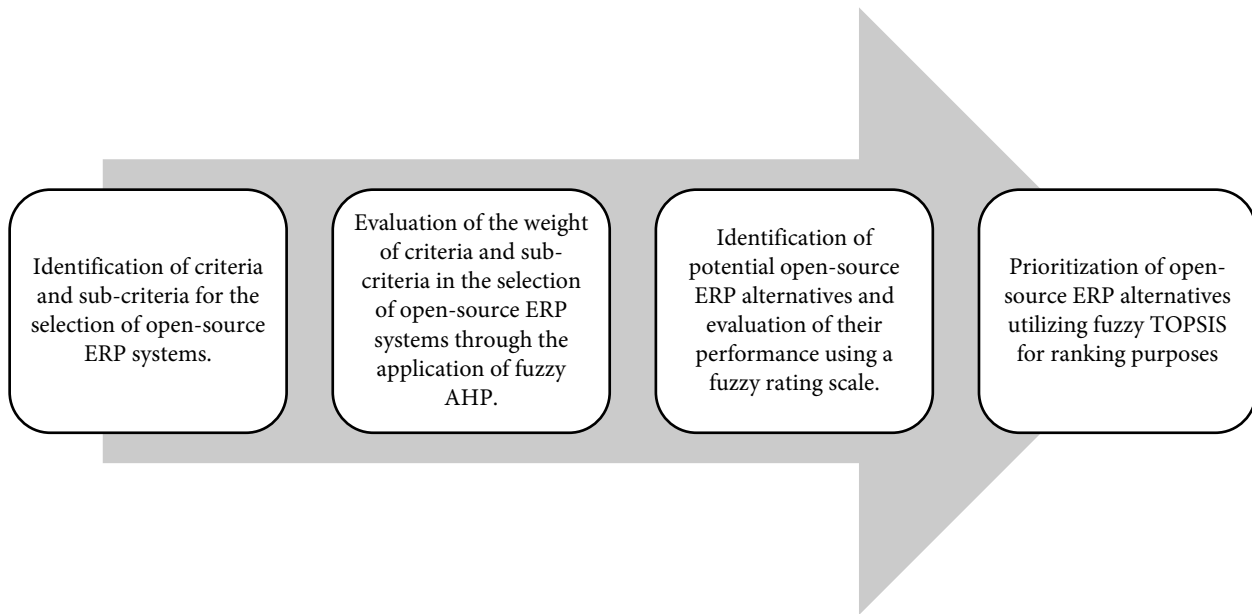 Identification of criteria
and sub-criteria for the
selection of open-source
ERP systems.
Evaluation of the weight
of criteria and sub-
criteria in the selection
of open-source ERP
systems through the
application of fuzzy
AHP.
Identification of
potential open-source
ERP alternatives and
evaluation of their
performance using a
fuzzy rating scale.
Prioritization of open-
source ERP alternatives
utilizing fuzzy TOPSIS
for ranking purposes